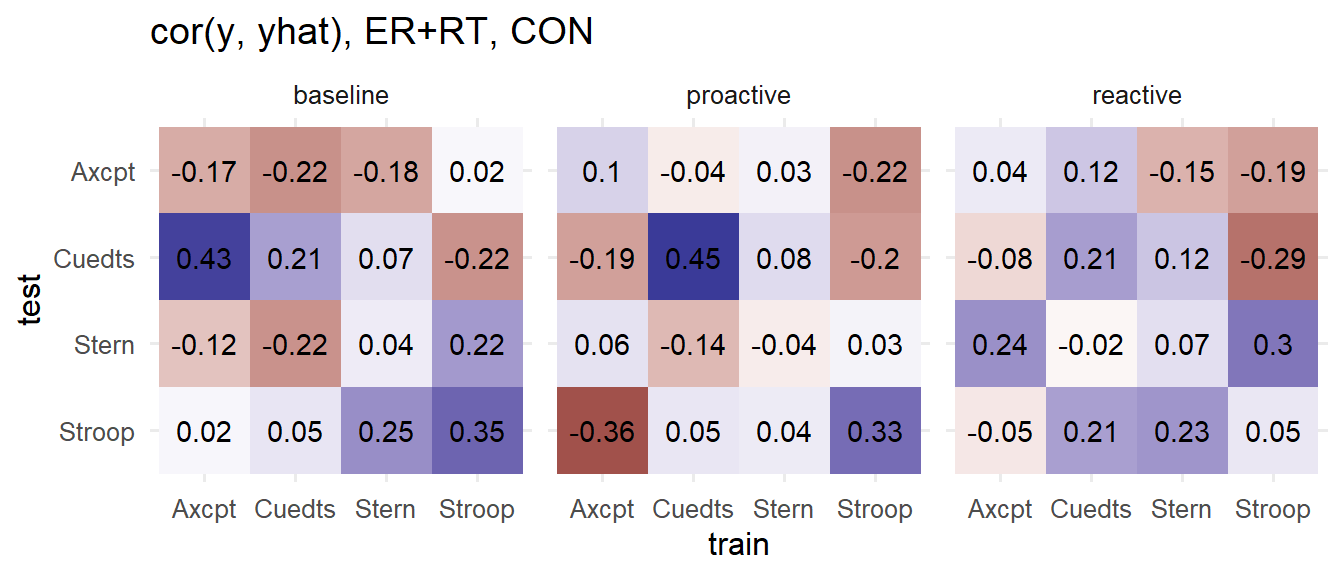 cor(y, yhat), ER+RT, CON
baseline proactive reactive
Axcpt -0.17 -0.22 -0.18 0.02 0.1 -0.04 0.03 -0.22 0.04 0.12 -0.15 -0.19
Cuedts 0.43 0.21 0.07 -0.22 -0.19 0.45 0.08 -0.2 -0.08 0.21 0.12 -0.29
test
Stern -0.12 -0.22 0.04 0.22 0.06 -0.14 -0.04 0.03 0.24 -0.02 0.07 0.3
Stroop 0.02 0.05 0.25 0.35 -0.36 0.05 0.04 0.33 -0.05 0.21 0.23 0.05
Axcpt Cuedts Stern Stroop Axcpt Cuedts Stern Stroop Axcpt Cuedts Stern Stroop
train